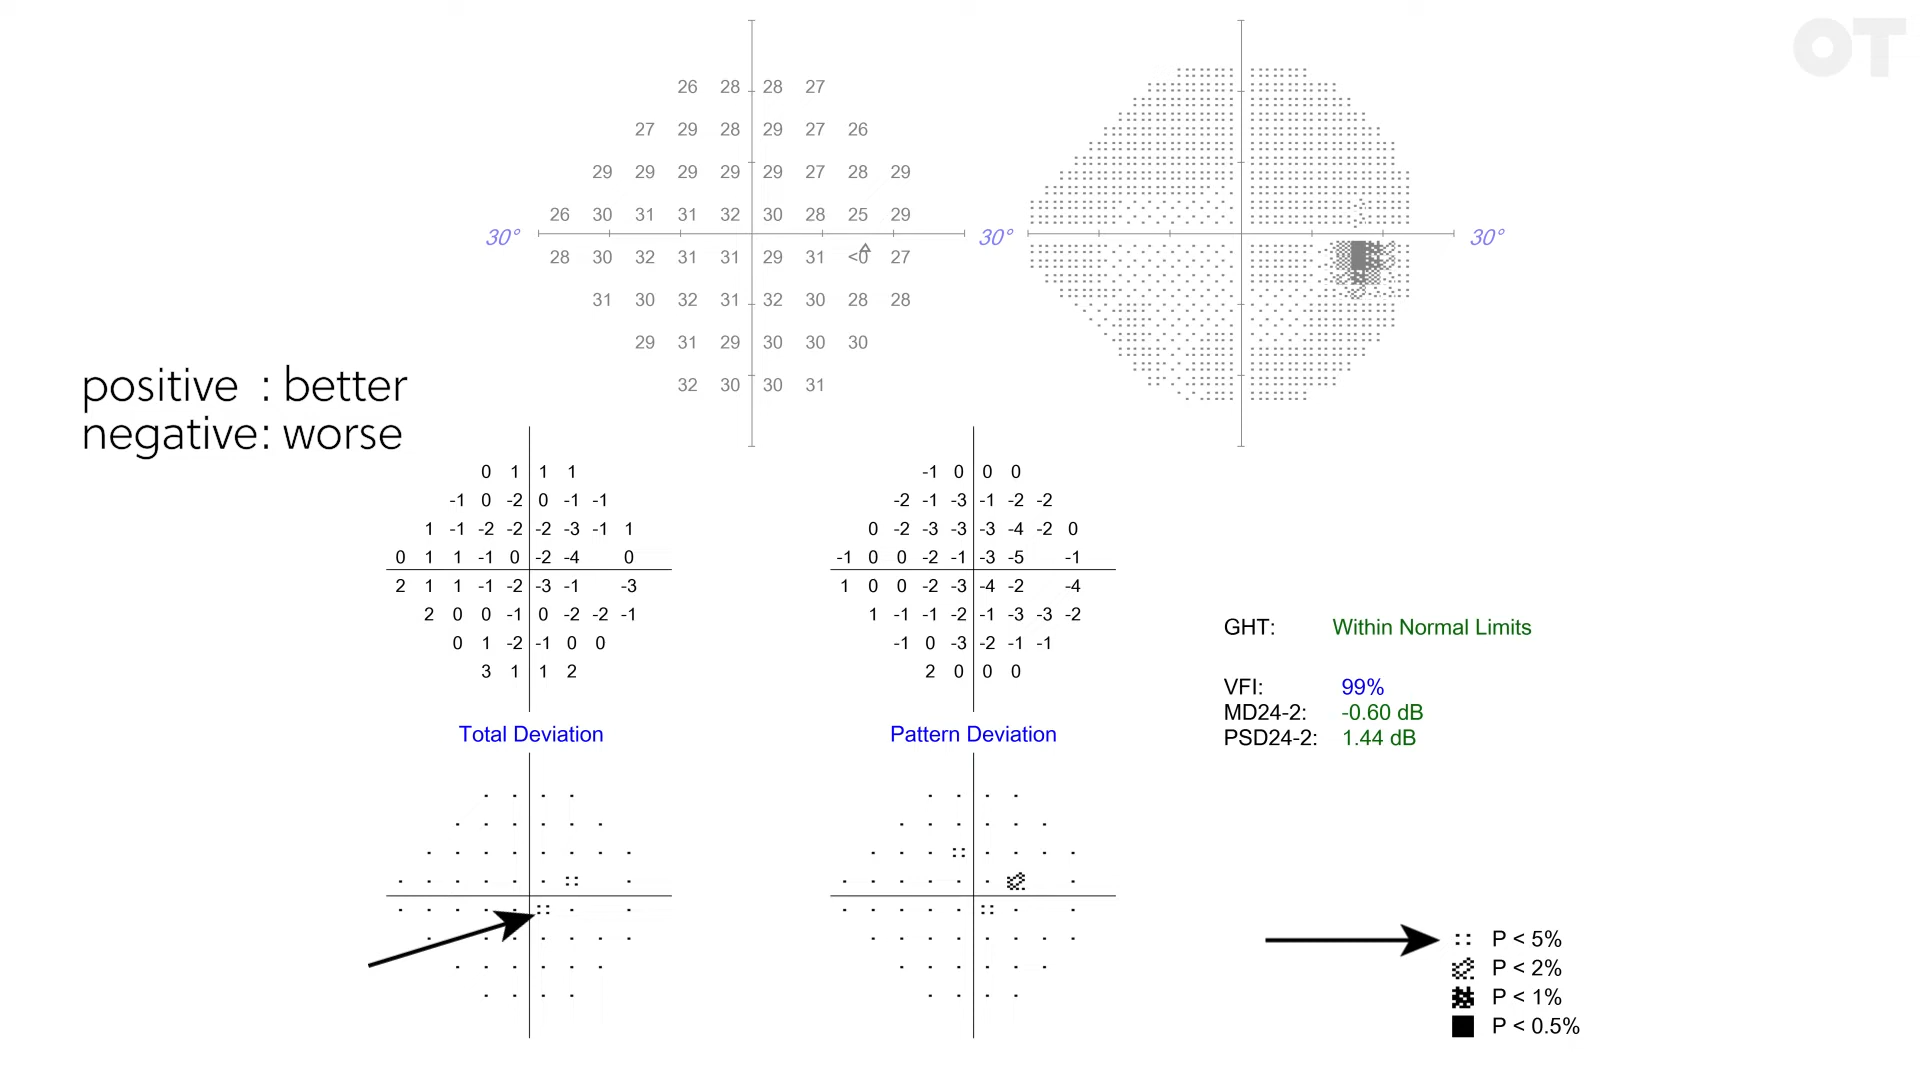 OT
26 28 28 27
27 29 28 29 27 26
29 29 29 29 29 27 28 29
26 30 31 31 32 30 28 25 29
30° 30° 30°
28 30 32 31 31 29 31 <0 27
31 30 32 31 32 30 28 28
29 31 29 30 30 30
32 30 30 31
positive : better
negative: worse
0 1 1 1
-1 0 -2 0 -1 -1
1 -1 -2 -2 -2 -3 -1 1
0 1 1 -1 0 -2 -4 0
2 1 1 -1 -2 -3 -1 -3
2 0 0 -1 0 -2 -2 -1
0 1 -2 -1 0 0
3 1 1 2
Total Deviation
-1 0 0 0
-2 -1 -3 -1 -2 -2
0 -2 -3 -3 -3 -4 -2 0
-1 0 0 -2 -1 -3 -5 -1
1 0 0 -2 -3 -4 -2 -4
1 -1 -1 -2 -1 -3 -3 -2
-1 0 -3 -2 -1 -1
2 0 0 0
Pattern Deviation
GHT: Within Normal Limits
VFI: 99%
MD24-2: -0.60 dB
PSD24-2: 1.44 dB
P < 5%
P < 2%
P < 1%
P < 0.5%